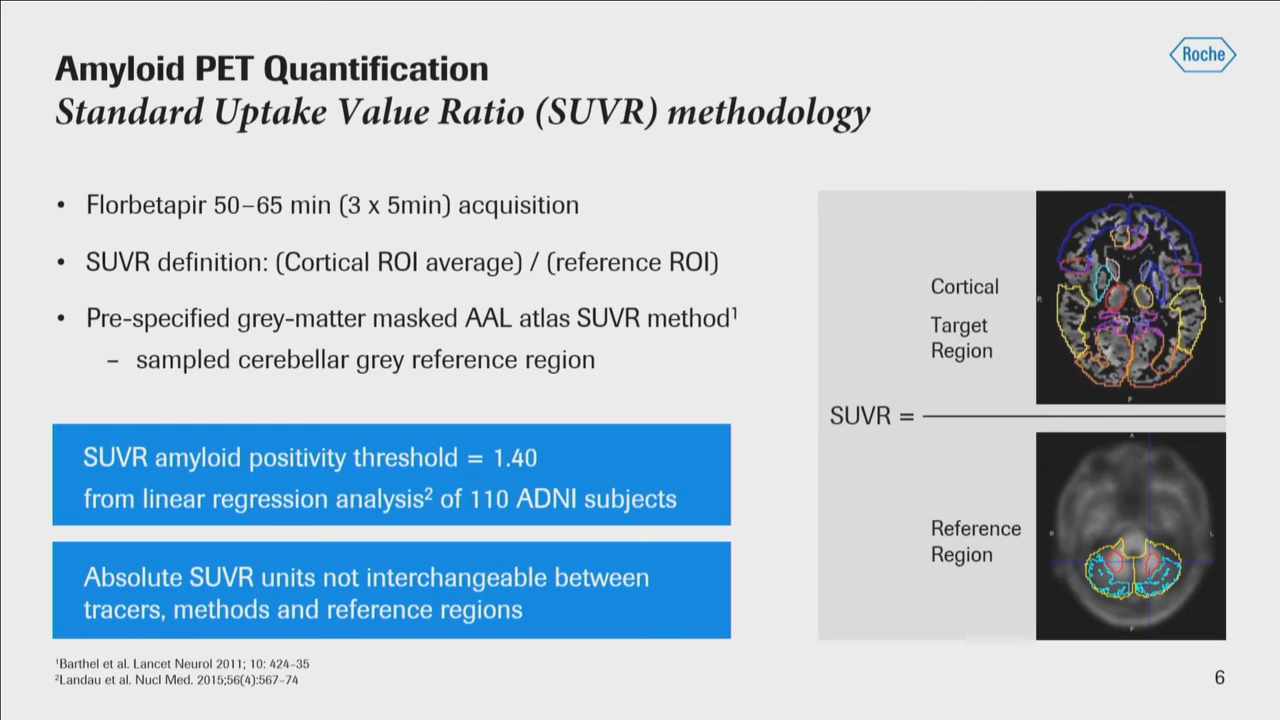 Amyloid PET Quantification
Standard Uptake Value Ratio (SUVR) methodology
Roche
• Florbetapir 50–65 min (3 x 5min) acquisition
• SUVR definition: (Cortical ROI average) / (reference ROI)
• Pre-specified grey-matter masked AAL atlas SUVR method¹
– sampled cerebellar grey reference region
SUVR amyloid positivity threshold = 1.40
from linear regression analysis² of 110 ADNI subjects
Absolute SUVR units not interchangeable between
tracers, methods and reference regions
Cortical
Target
Region
SUVR =
Reference
Region
A
R
L
P
A
R
L
P
¹Barthel et al. Lancet Neurol 2011; 10: 424–35
²Landau et al. Nucl Med. 2015;56(4):567–74
6